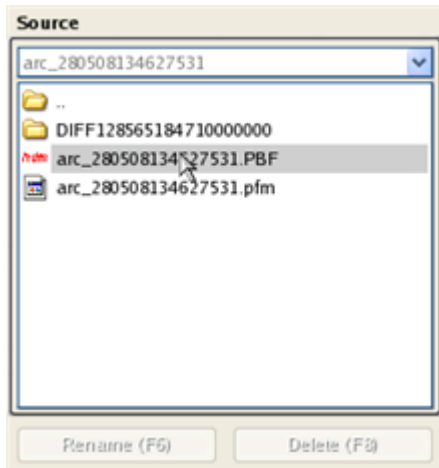 Source
arc_280508134627531
..
DIFF128565184710000000
arc_280508134627531.PBF
arc_280508134627531.pfm
Rename (F6) Delete (F8)